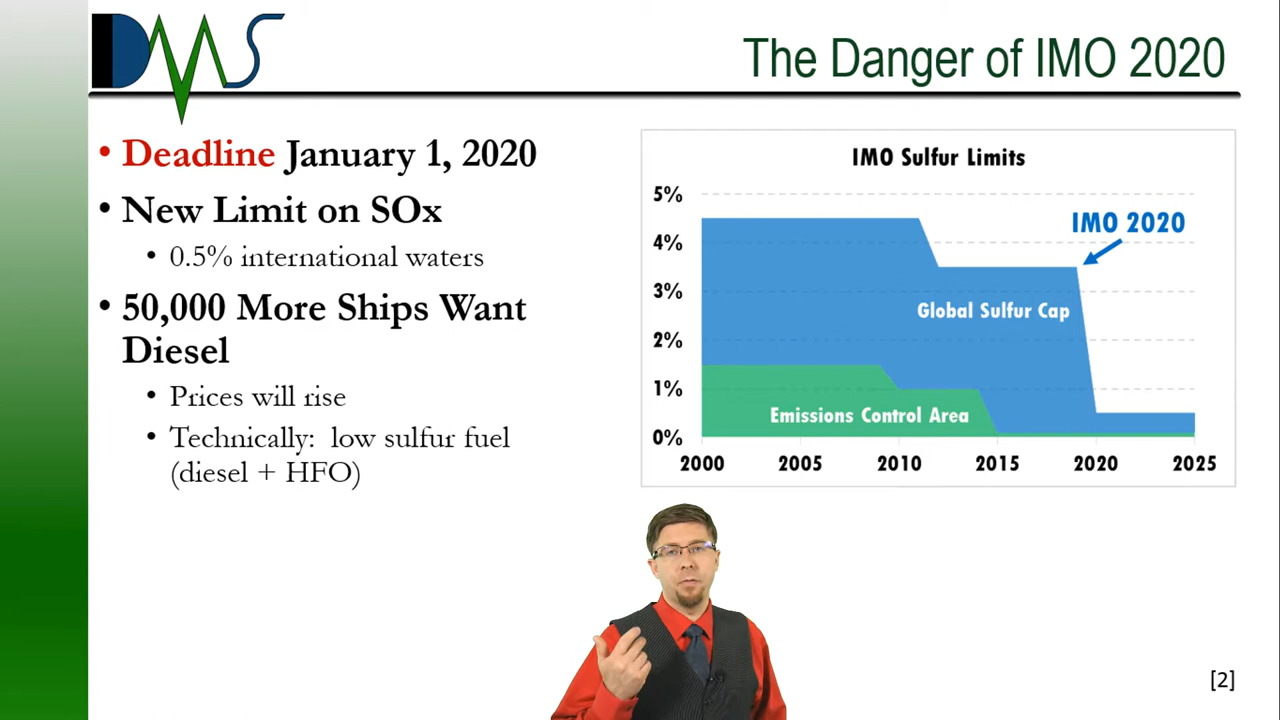 DMS
The Danger of IMO 2020
• Deadline January 1, 2020
• New Limit on SOx
• 0.5% international waters
• 50,000 More Ships Want
Diesel
• Prices will rise
• Technically: low sulfur fuel
(diesel + HFO)
IMO Sulfur Limits
5%
4%
3%
2%
1%
0%
IMO 2020
Global Sulfur Cap
Emissions Control Area
2000 2005 2010 2015 2020 2025
[2]